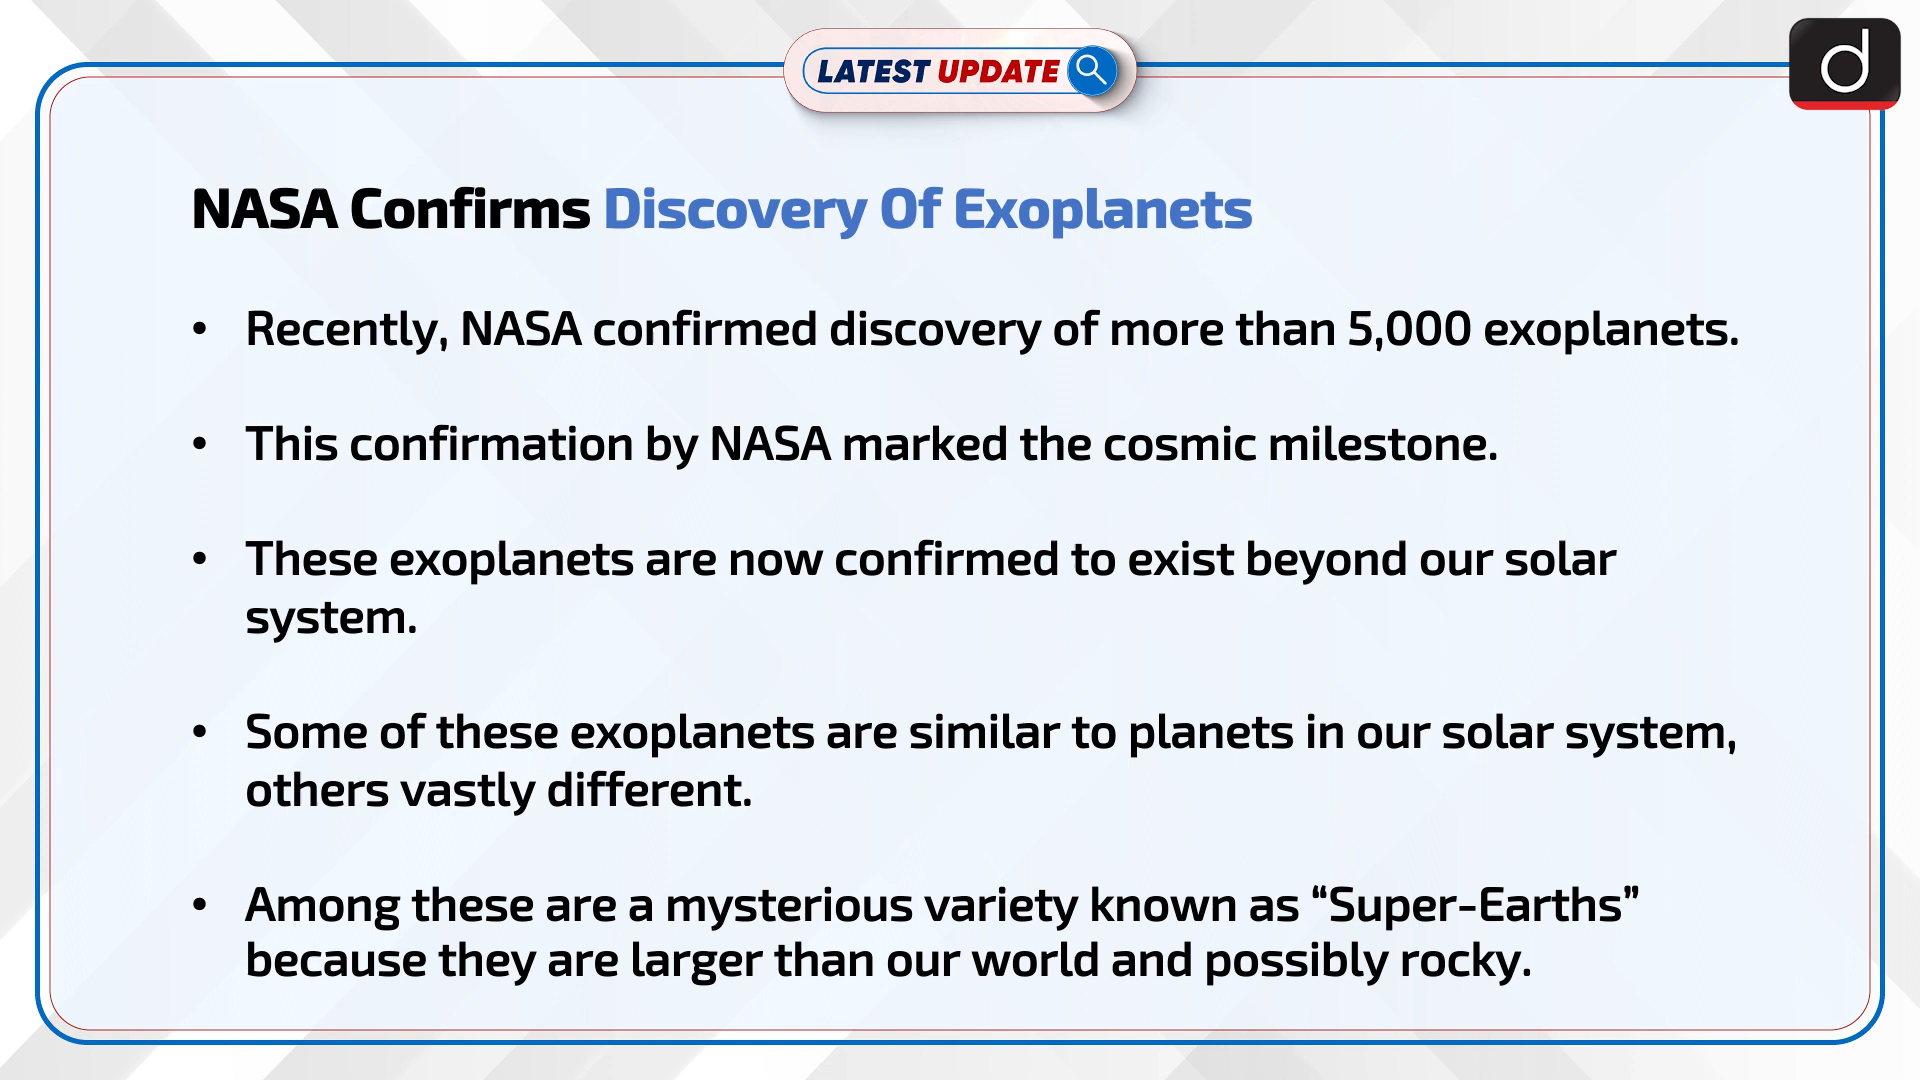 LATEST UPDATE
d
NASA Confirms Discovery Of Exoplanets
• Recently, NASA confirmed discovery of more than 5,000 exoplanets.
• This confirmation by NASA marked the cosmic milestone.
• These exoplanets are now confirmed to exist beyond our solar
system.
• Some of these exoplanets are similar to planets in our solar system,
others vastly different.
• Among these are a mysterious variety known as “Super-Earths”
because they are larger than our world and possibly rocky.